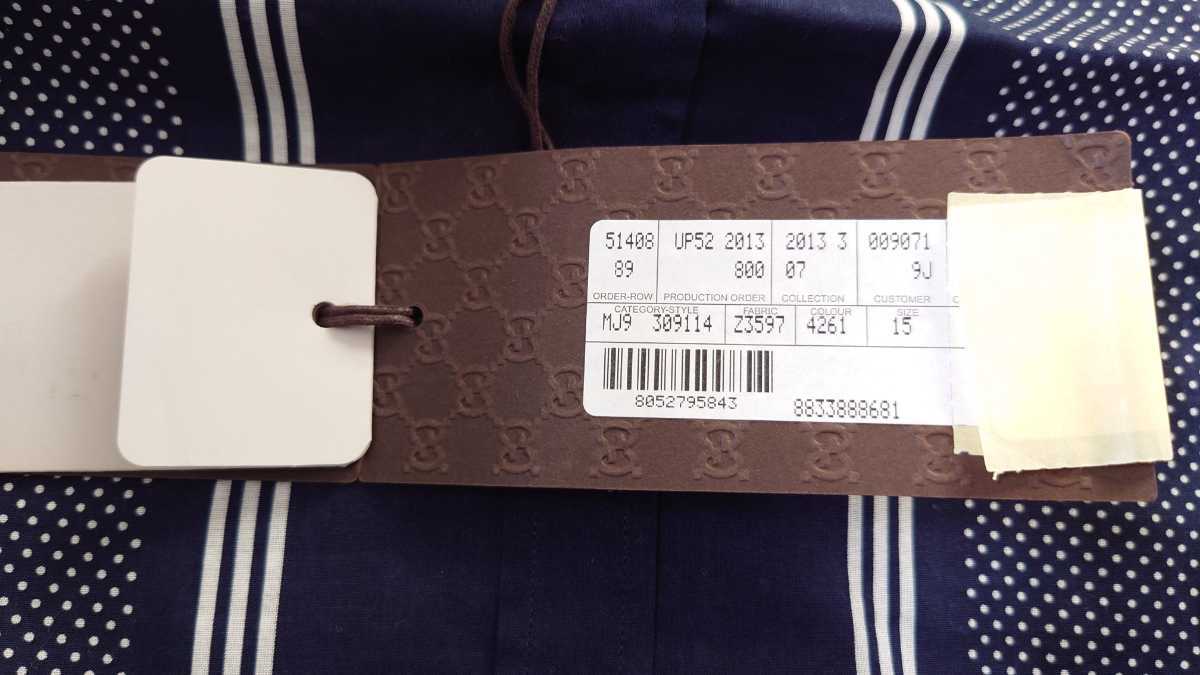 51408 UP52 2013 2013 3 009071
89 800 07 9J
ORDER-ROW PRODUCTION ORDER COLLECTION CUSTOMER
CATEGORY-STYLE FABRIC COLOUR SIZE
MJ9 309114 Z3597 4261 15
8052795843 8833888681